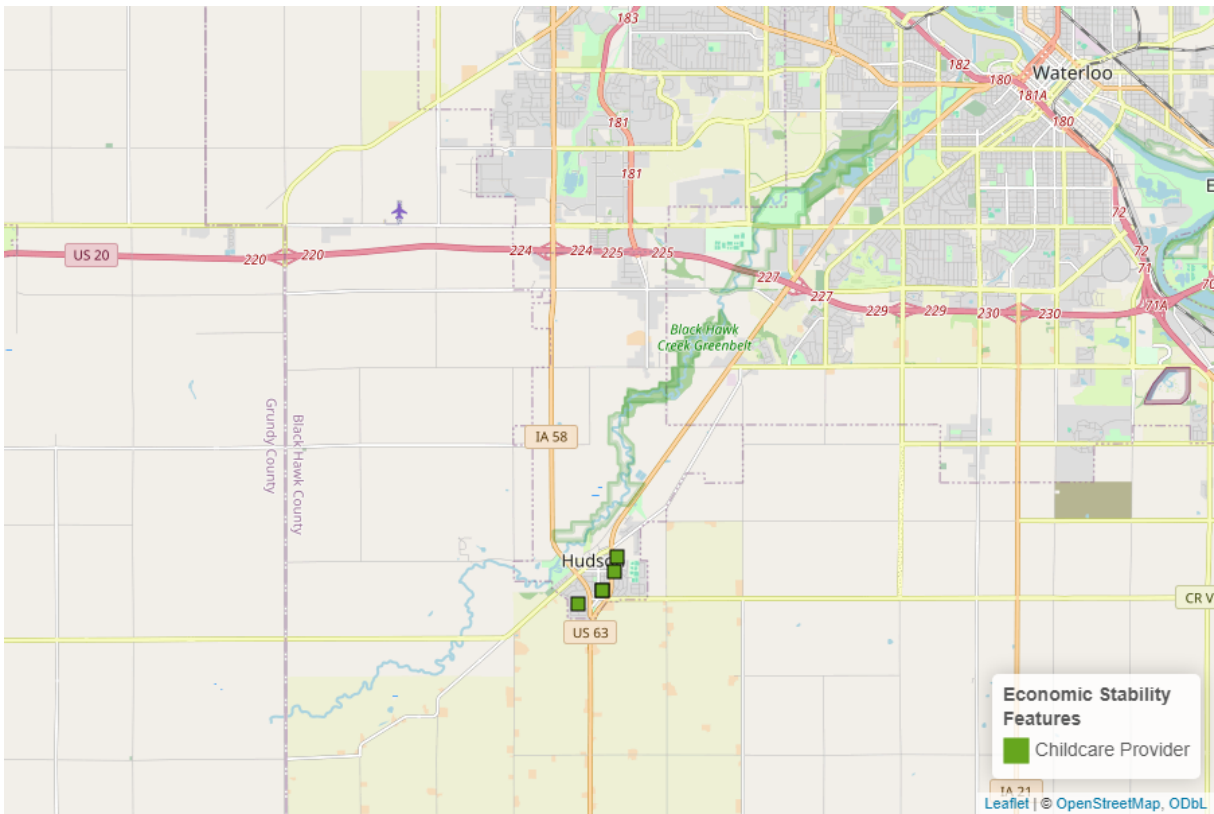 183
182
180
Waterloo
181A
181
180
181
72
224
224
225
225
72
US 20
220
220
71
227
227
70
71A
229
229
230
230
Black Hawk
Creek Greenbelt
Grundy County
Black Hawk County
IA 58
Hudson
CR V
US 63
Economic Stability
Features
Childcare Provider
IA 21
Leaflet | © OpenStreetMap, ODbL